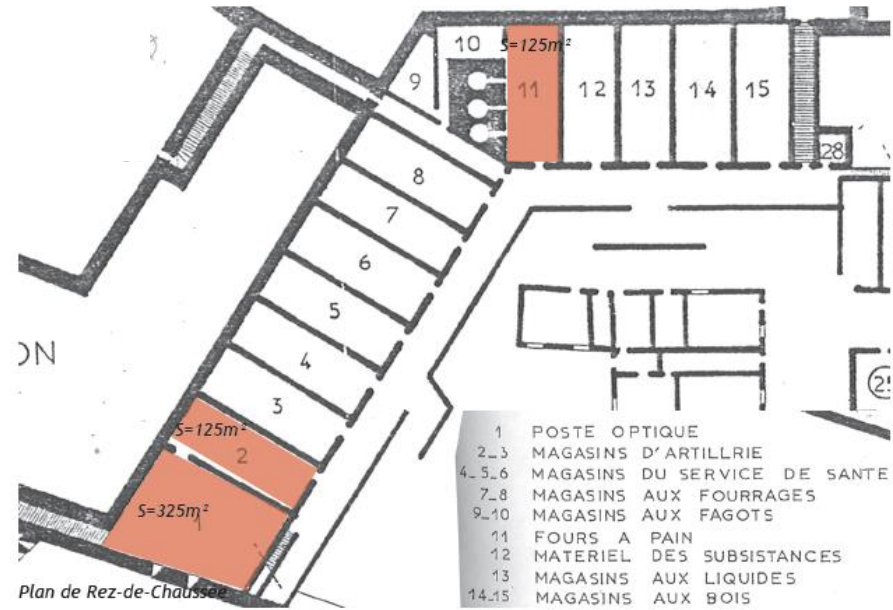 10
S=125m²
9
11
12
13
14
15
28
8
7
6
5
4
3
ON
S=125m²
2
S=325m²
1
Plan de Rez-de-Chaussée
1 POSTE OPTIQUE
2_3 MAGASINS D'ARTILLRIE
4_5_6 MAGASINS DU SERVICE DE SANTE
7_8 MAGASINS AUX FOURRAGES
9_10 MAGASINS AUX FAGOTS
11 FOURS A PAIN
12 MATERIEL DES SUBSISTANCES
13 MAGASINS AUX LIQUIDES
14_15 MAGASINS AUX BOIS